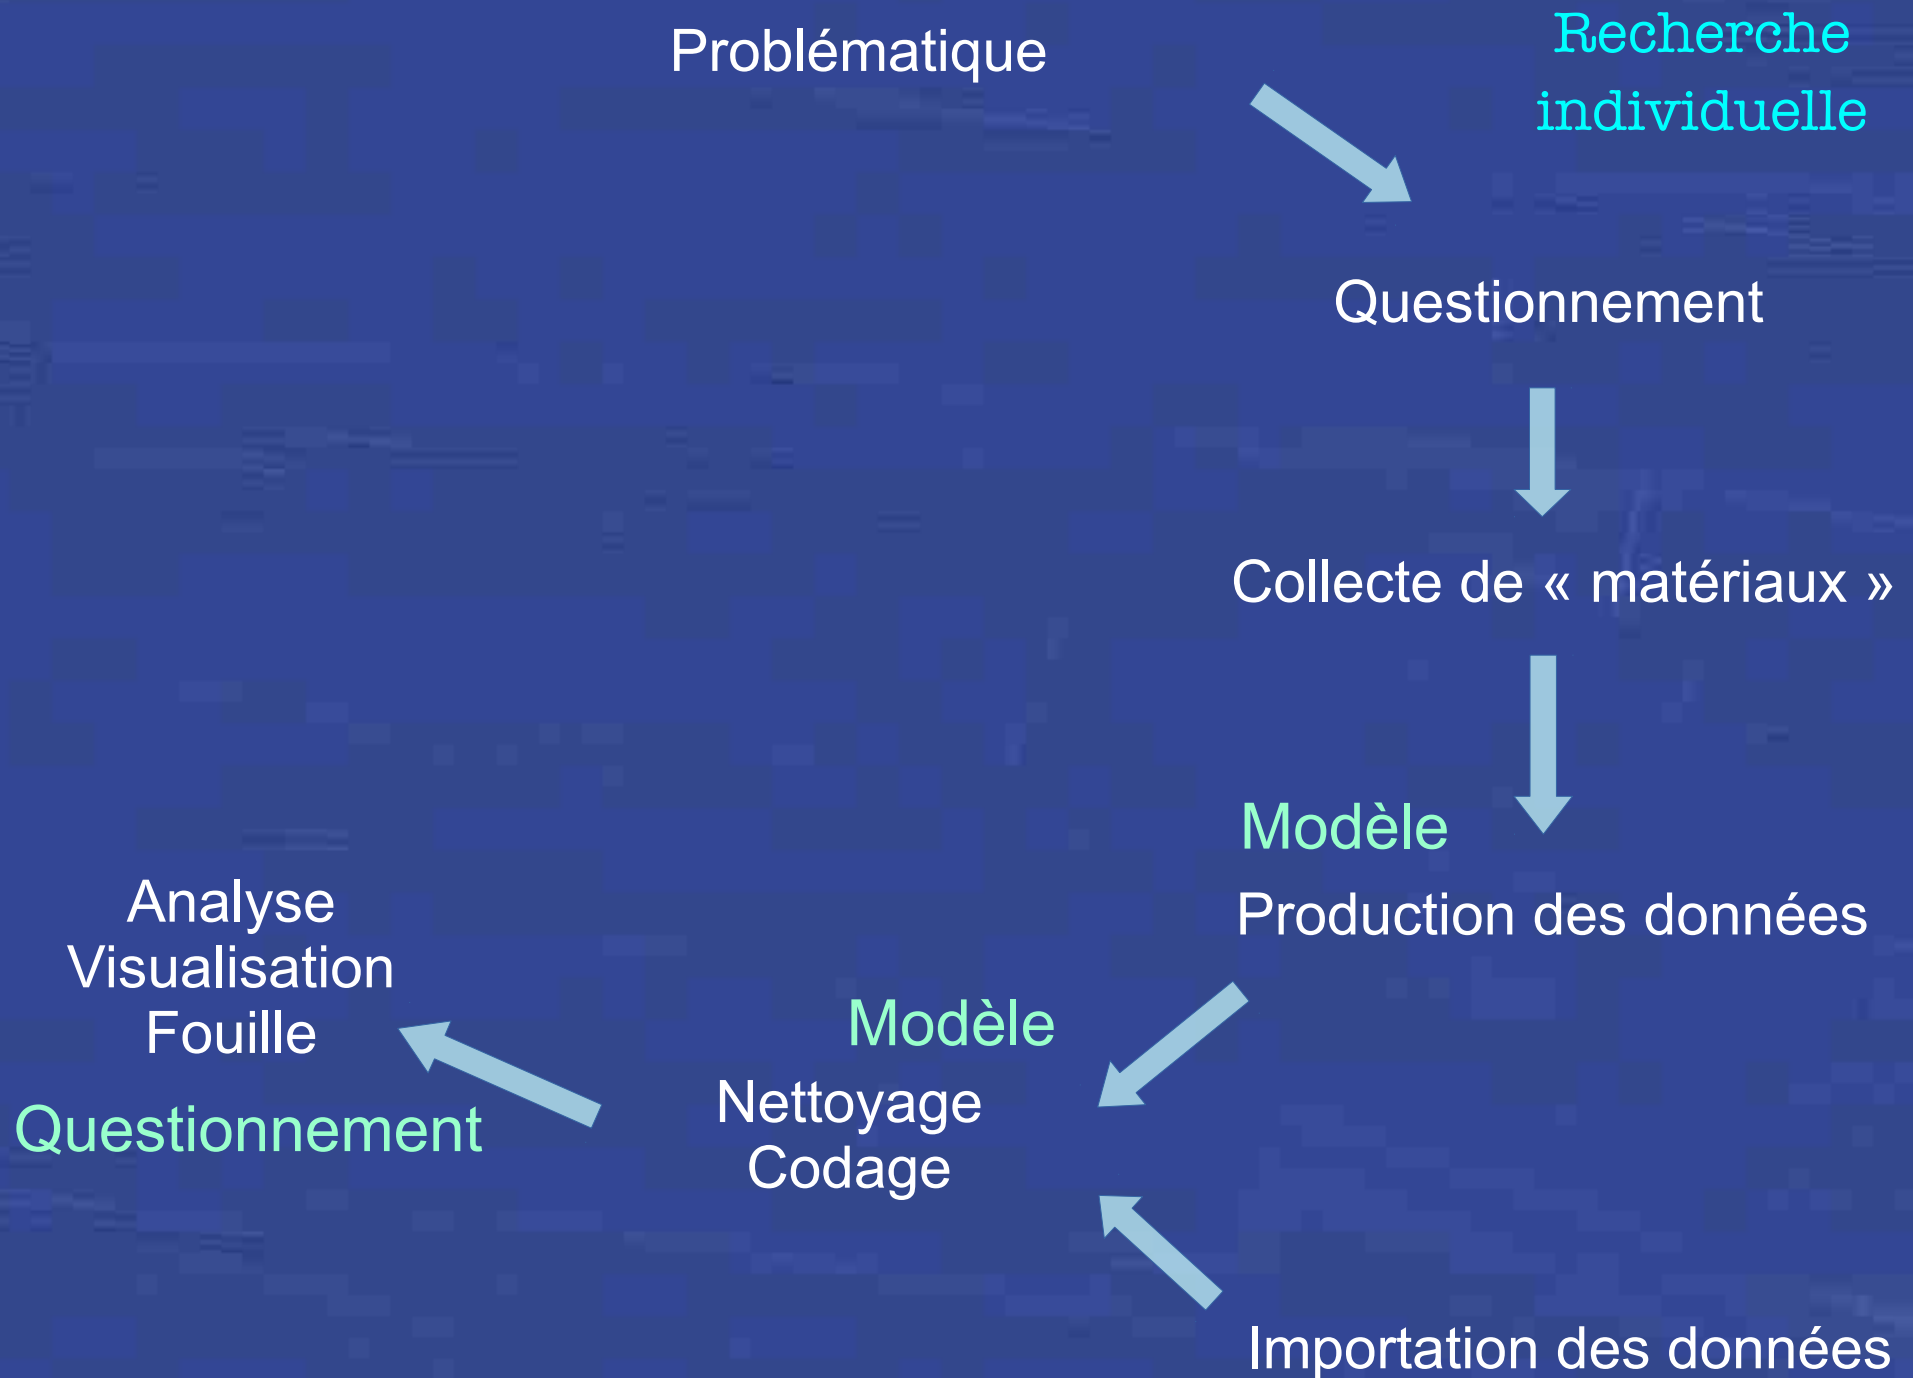 Problématique
Recherche
individuelle
Questionnement
Collecte de « matériaux »
Modèle
Production des données
Analyse
Visualisation
Fouille
Questionnement
Modèle
Nettoyage
Codage
Importation des données